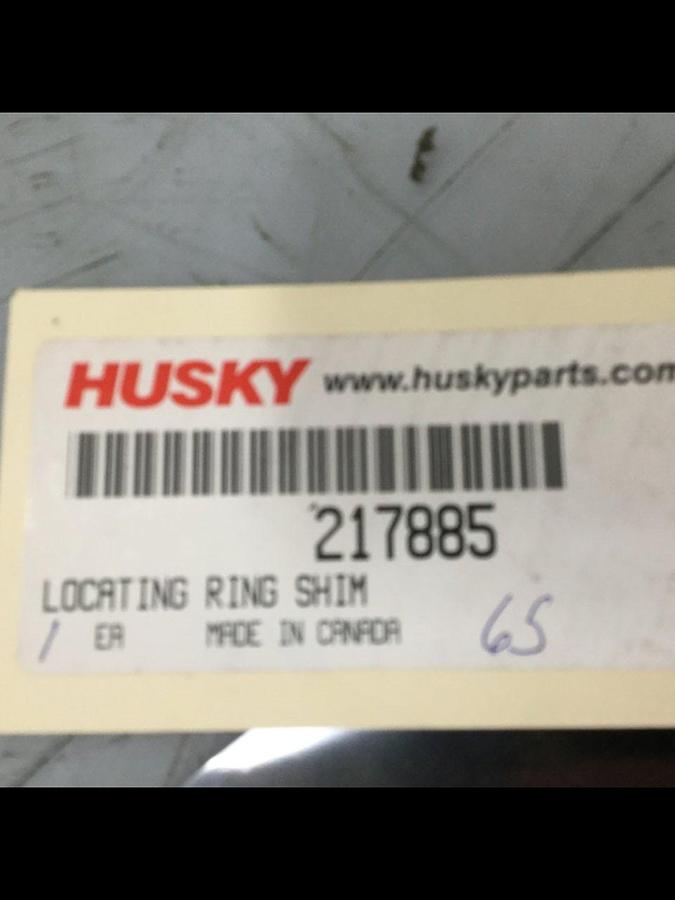 HUSKY www.huskyparts.com
217885
LOCATING RING SHIM
1 EA MADE IN CANADA 65